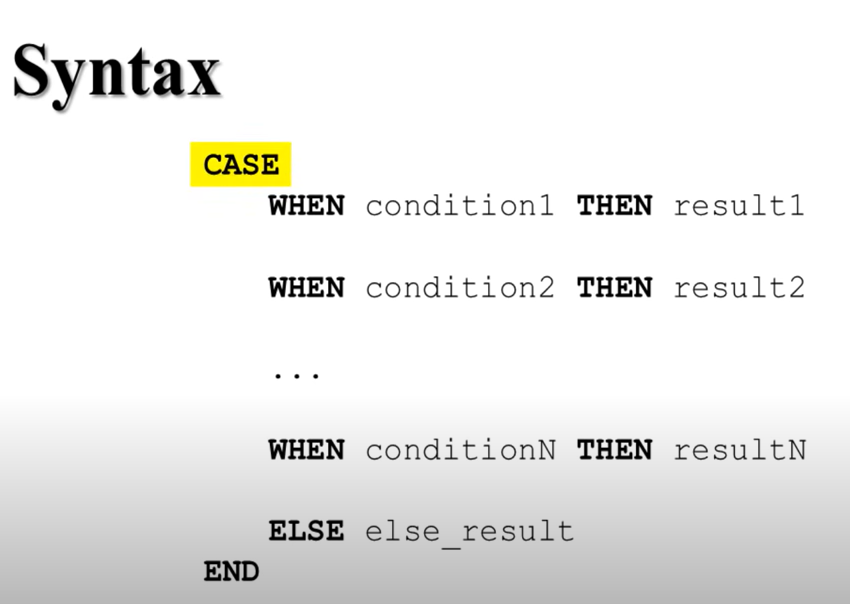 Syntax
CASE
WHEN condition1 THEN result1
WHEN condition2 THEN result2
...
WHEN conditionN THEN resultN
ELSE else_result
END